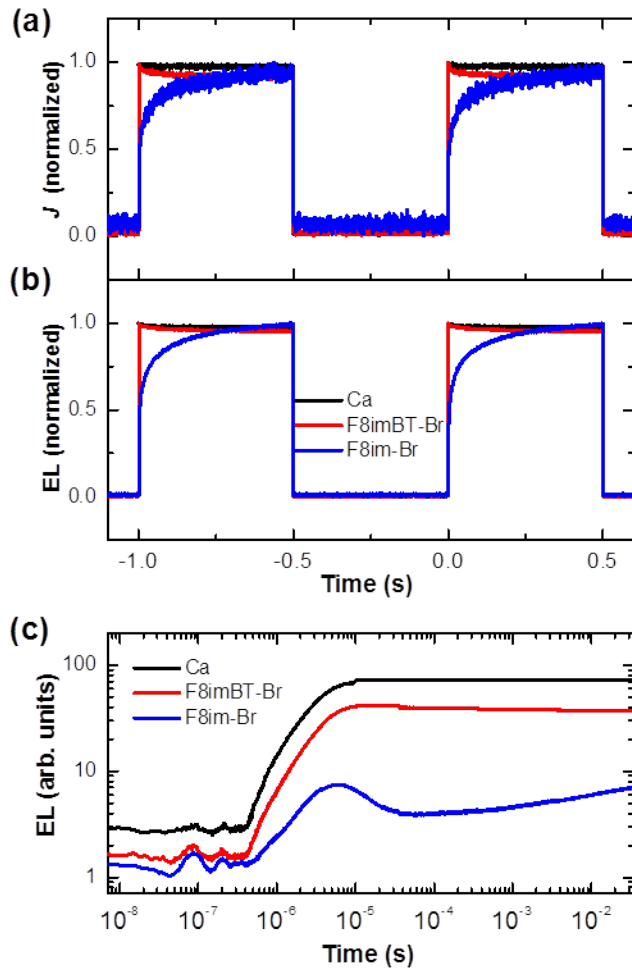 (a)
J (normalized)
1.0
0.5
0.0
(b)
EL (normalized)
1.0
0.5
0.0
Ca
F8imBT-Br
F8im-Br
-1.0 -0.5 0.0 0.5
Time (s)
(c)
EL (arb. units)
100
10
1
Ca
F8imBT-Br
F8im-Br
10⁻⁸ 10⁻⁷ 10⁻⁶ 10⁻⁵ 10⁻⁴ 10⁻³ 10⁻²
Time (s)